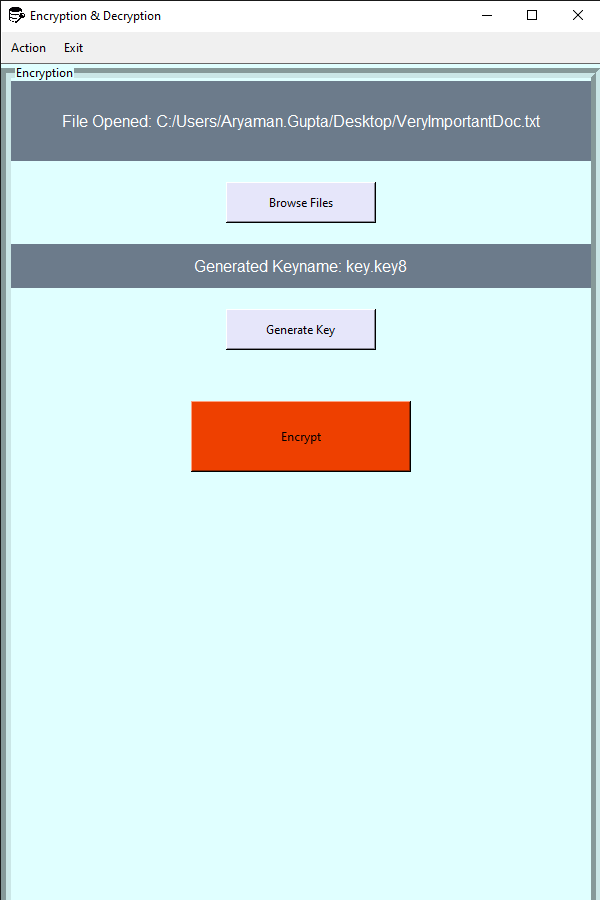 Encryption & Decryption
Action Exit
Encryption
File Opened: C:/Users/Aryaman.Gupta/Desktop/VeryImportantDoc.txt
Browse Files
Generated Keyname: key.key8
Generate Key
Encrypt